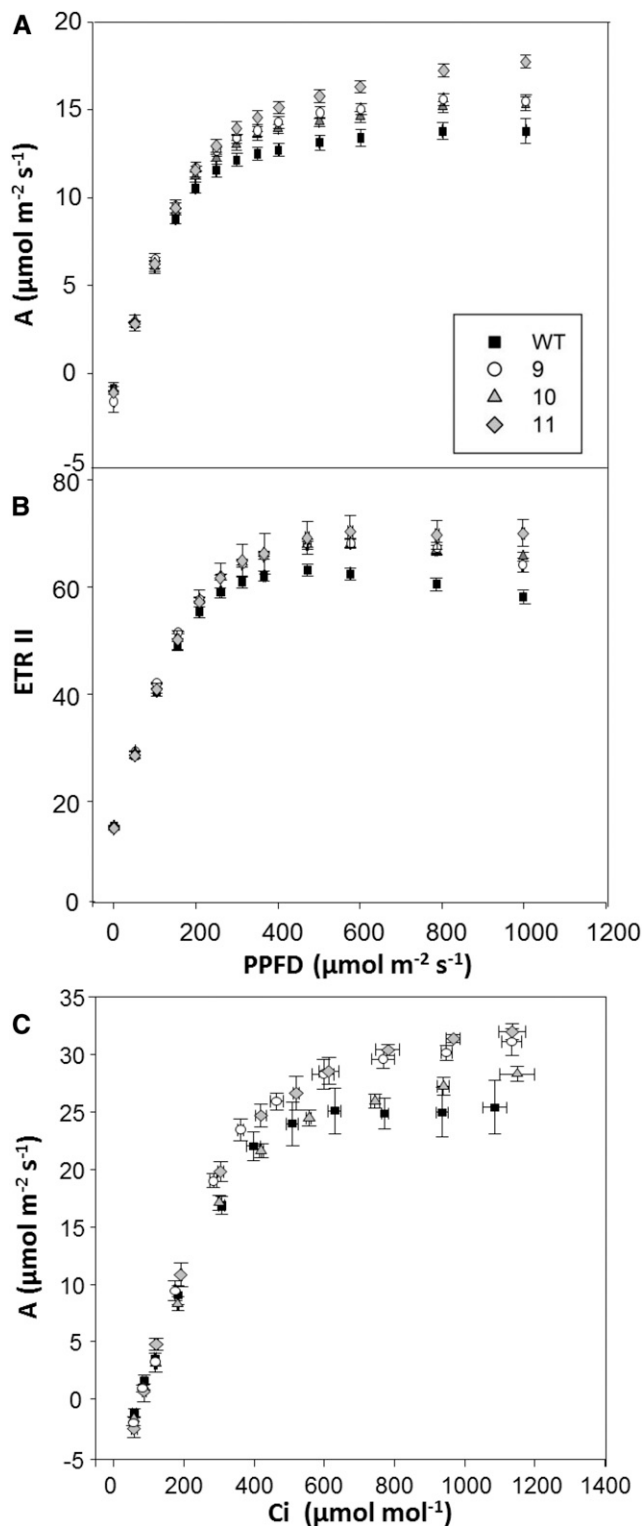 A
20
15
10
5
0
-5
A (μmol m⁻² s⁻¹)
WT
9
10
11
B
80
60
40
20
0
ETR II
0 200 400 600 800 1000 1200
PPFD (μmol m⁻² s⁻¹)
C
35
30
25
20
15
10
5
0
-5
A (μmol m⁻² s⁻¹)
0 200 400 600 800 1000 1200 1400
Ci (μmol mol⁻¹)